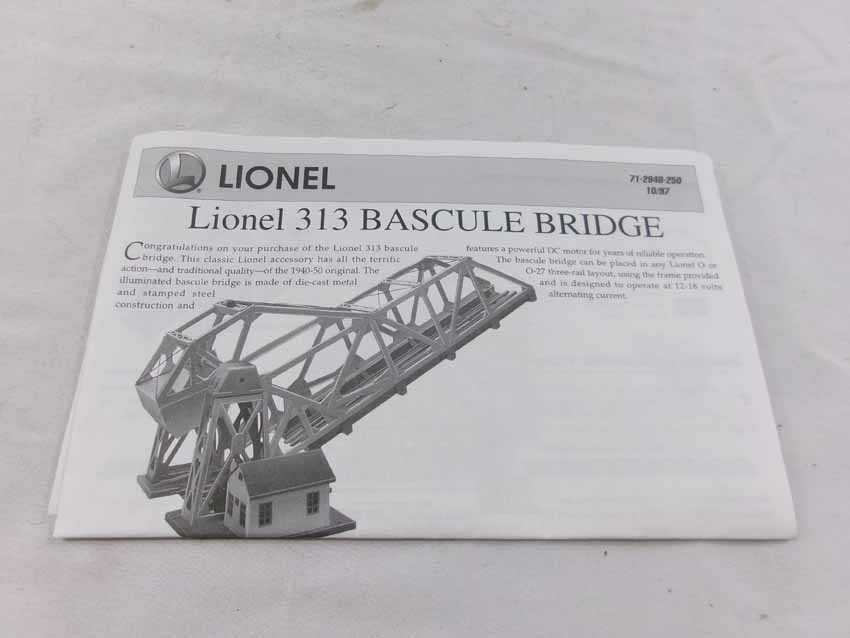 LIONEL
71-2948-250
10/97
Lionel 313 BASCULE BRIDGE
Congratulations on your purchase of the Lionel 313 bascule
bridge. This classic Lionel accessory has all the terrific
action—and traditional quality—of the 1940-50 original. The
illuminated bascule bridge is made of die-cast metal
and stamped steel
construction and
features a powerful DC motor for years of reliable operation.
The bascule bridge can be placed in any Lionel O or
O-27 three-rail layout, using the frame provided
and is designed to operate at 12-18 volts
alternating current.